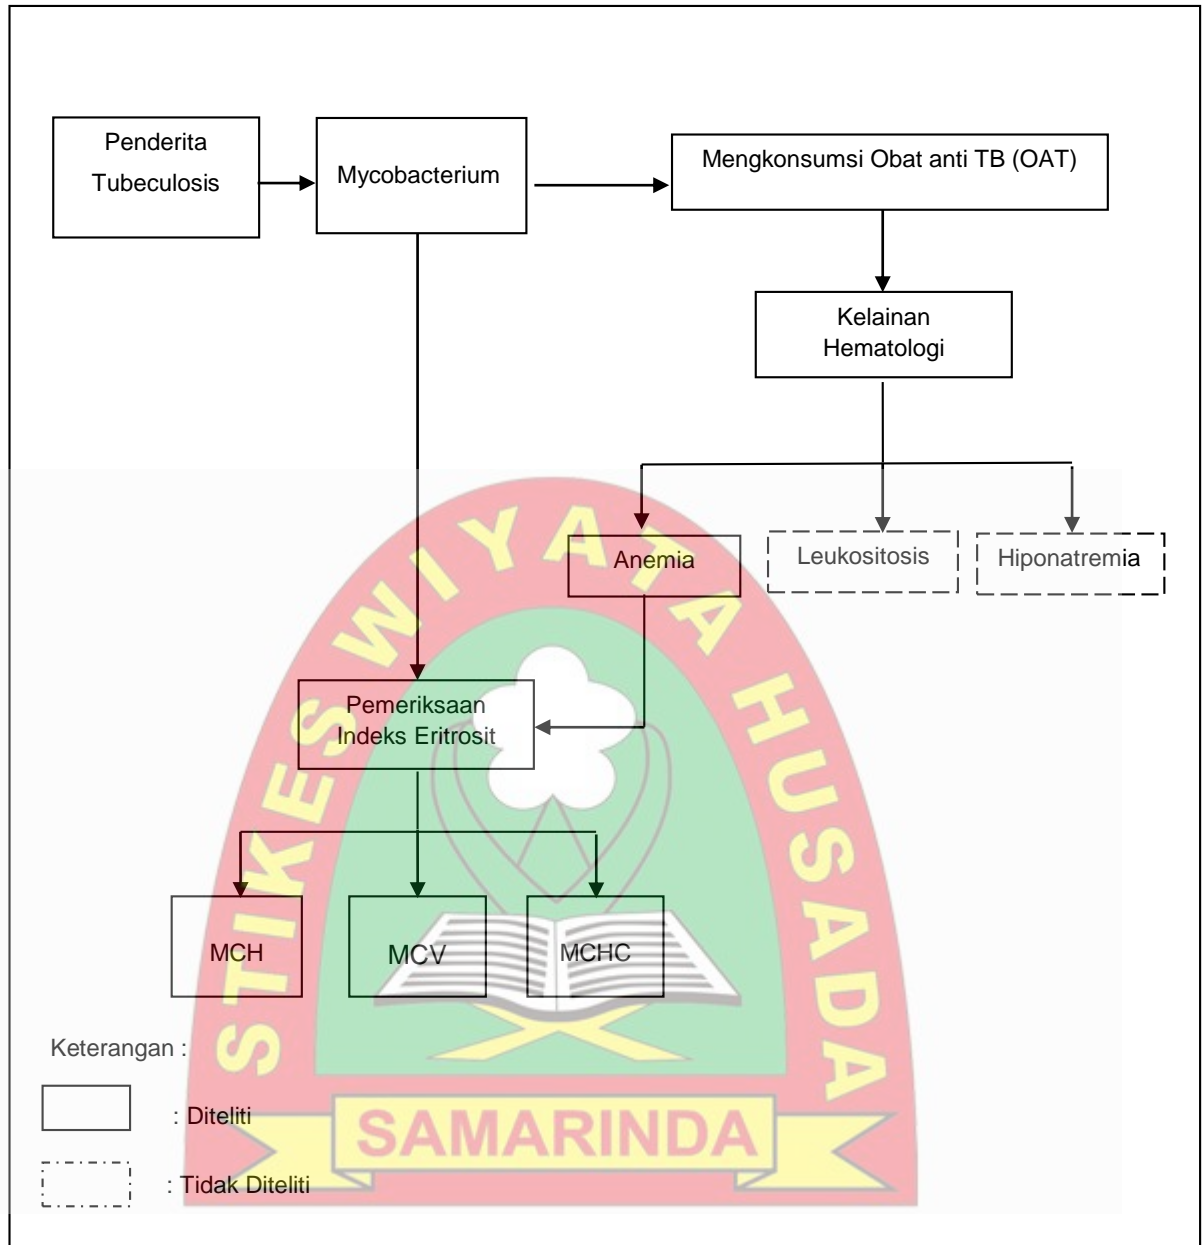 Penderita
Tubeculosis
Mycobacterium
Mengkonsumsi Obat anti TB (OAT)
Kelainan
Hematologi
Anemia
Leukositosis
Hiponatremia
Pemeriksaan
Indeks Eritrosit
MCH
MCV
MCHC
Keterangan :
: Diteliti
: Tidak Diteliti
STIKES WIYATA HUSADA
SAMARINDA